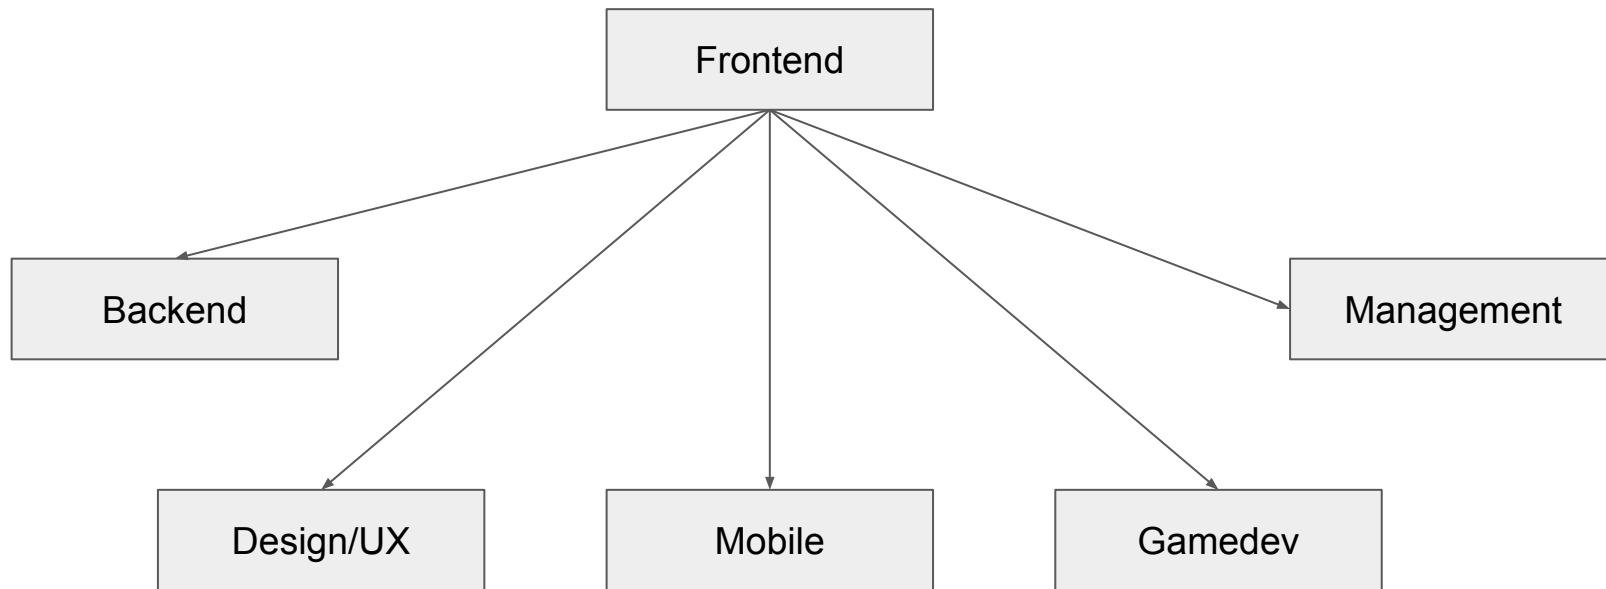 Frontend
Backend
Management
Design/UX
Mobile
Gamedev